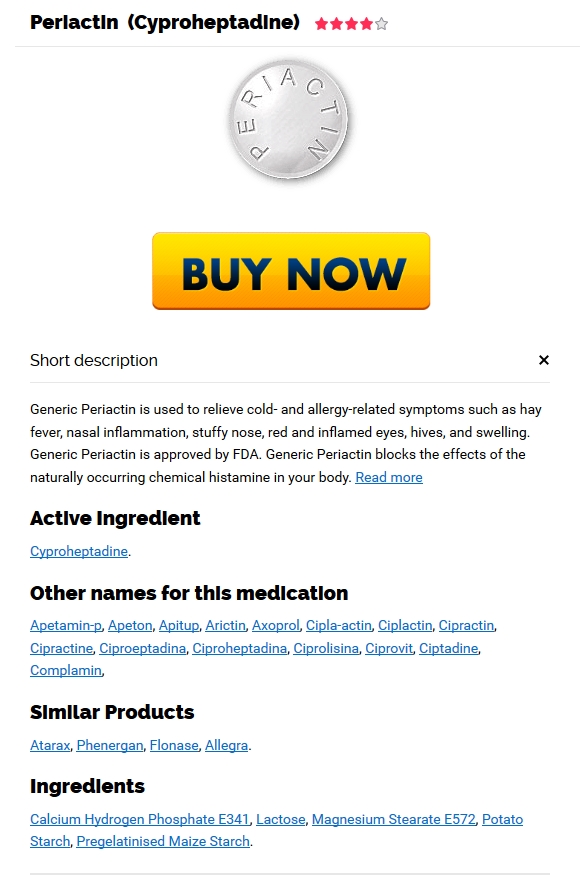 Periactin (Cyproheptadine)
PERIACTIN
BUY NOW
Short description ×
Generic Periactin is used to relieve cold- and allergy-related symptoms such as hay
fever, nasal inflammation, stuffy nose, red and inflamed eyes, hives, and swelling.
Generic Periactin is approved by FDA. Generic Periactin blocks the effects of the
naturally occurring chemical histamine in your body. Read more
Active Ingredient
Cyproheptadine.
Other names for this medication
Apetamin-p, Apeton, Apitup, Arictin, Axoprol, Cipla-actin, Ciplactin, Cipractin,
Cipractine, Ciproeptadina, Ciproheptadina, Ciprolisina, Ciprovit, Ciptadine,
Complamin,
Similar Products
Atarax, Phenergan, Flonase, Allegra.
Ingredients
Calcium Hydrogen Phosphate E341, Lactose, Magnesium Stearate E572, Potato
Starch, Pregelatinised Maize Starch.